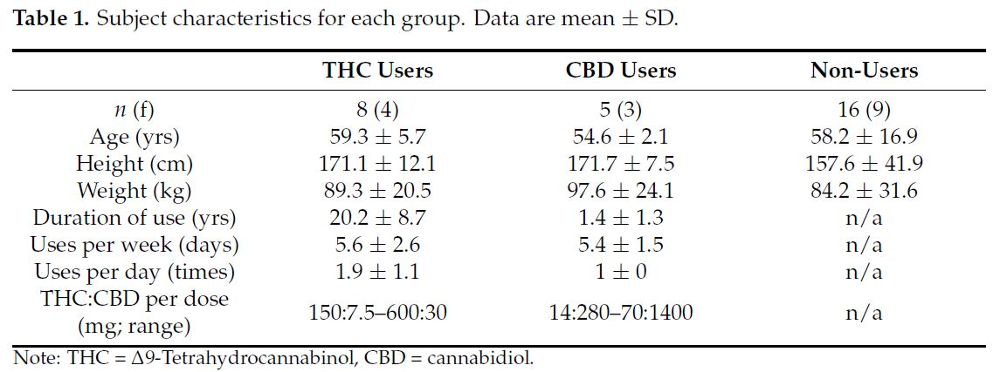 Table 1. Subject characteristics for each group. Data are mean ± SD.
THC Users CBD Users Non-Users
n (f) 8 (4) 5 (3) 16 (9)
Age (yrs) 59.3 ± 5.7 54.6 ± 2.1 58.2 ± 16.9
Height (cm) 171.1 ± 12.1 171.7 ± 7.5 157.6 ± 41.9
Weight (kg) 89.3 ± 20.5 97.6 ± 24.1 84.2 ± 31.6
Duration of use (yrs) 20.2 ± 8.7 1.4 ± 1.3 n/a
Uses per week (days) 5.6 ± 2.6 5.4 ± 1.5 n/a
Uses per day (times) 1.9 ± 1.1 1 ± 0 n/a
THC:CBD per dose
(mg; range) 150:7.5–600:30 14:280–70:1400 n/a
Note: THC = Δ9-Tetrahydrocannabinol, CBD = cannabidiol.